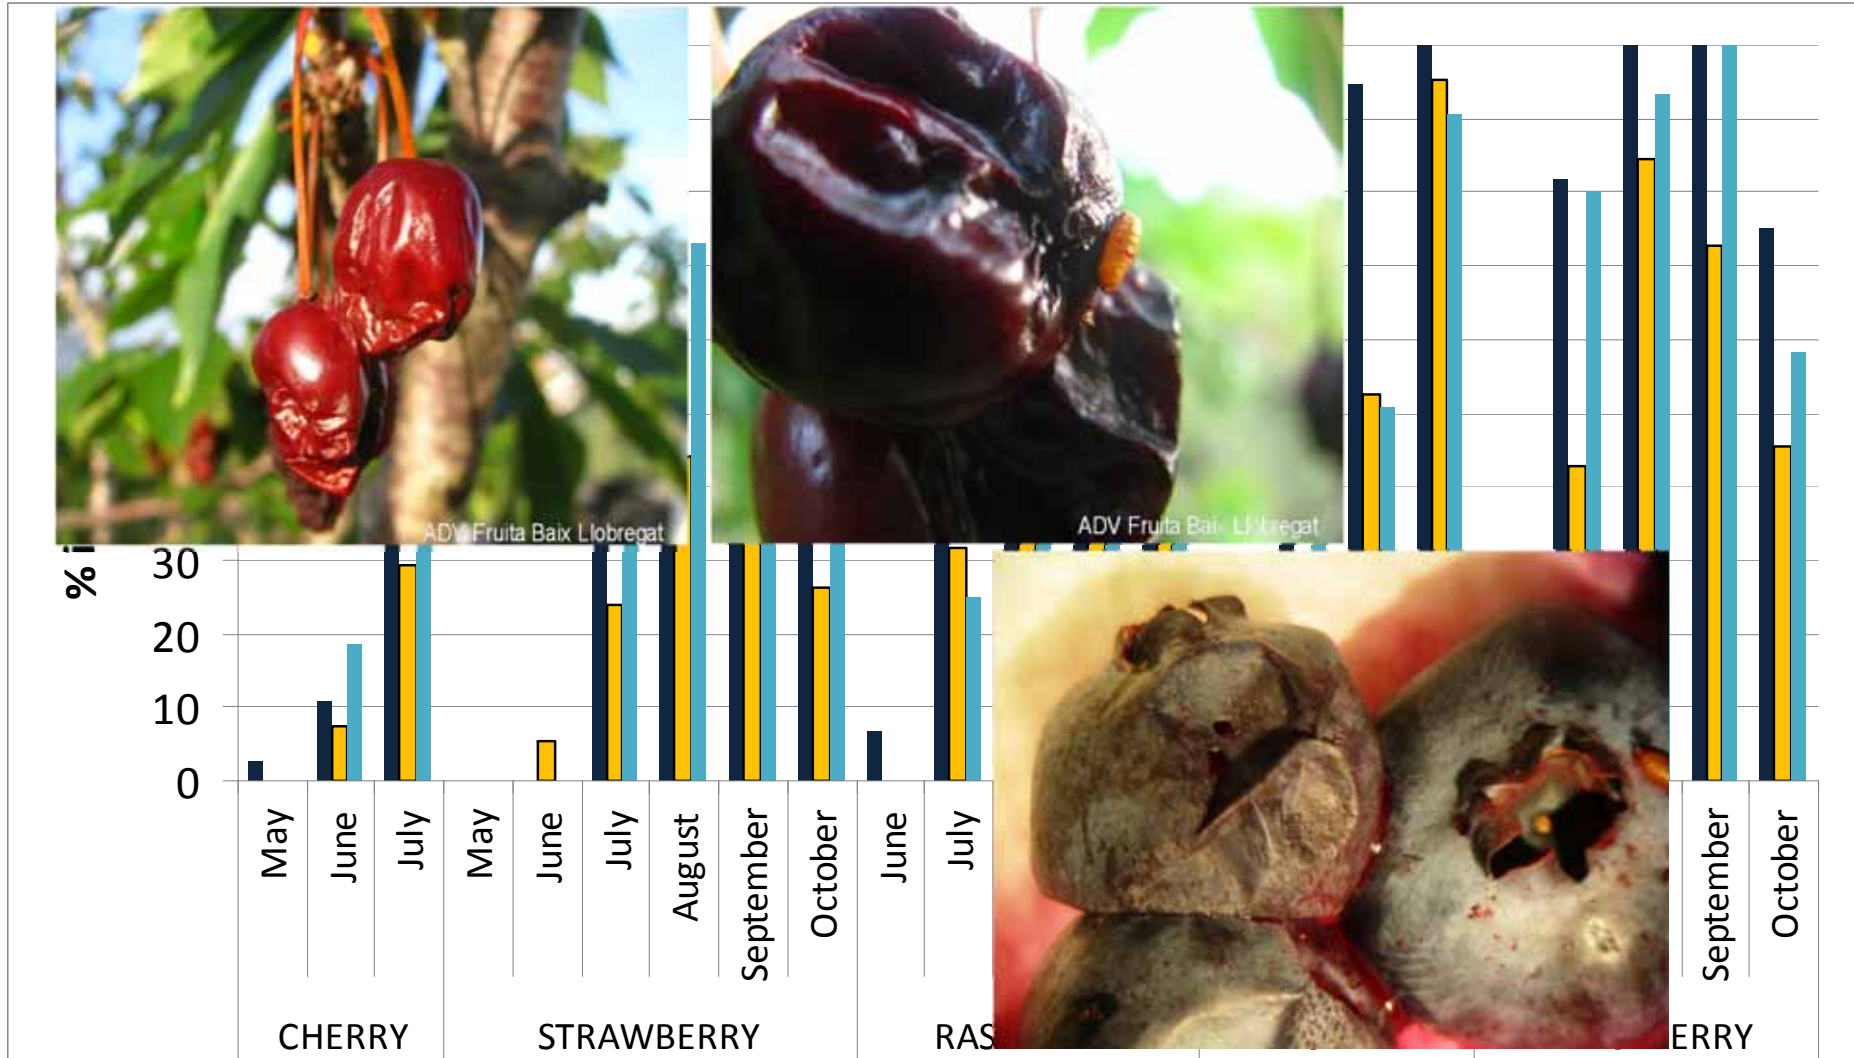 ADV Fruita Baix Llobregat
ADV Fruita Baix Llobregat
%
30
20
10
0
May
June
July
May
June
July
August
September
October
June
July
September
October
CHERRY
STRAWBERRY
RAS
ERRY